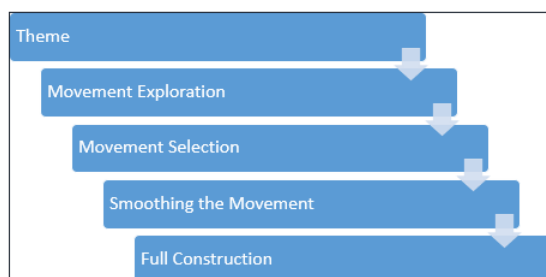 Theme
Movement Exploration
Movement Selection
Smoothing the Movement
Full Construction